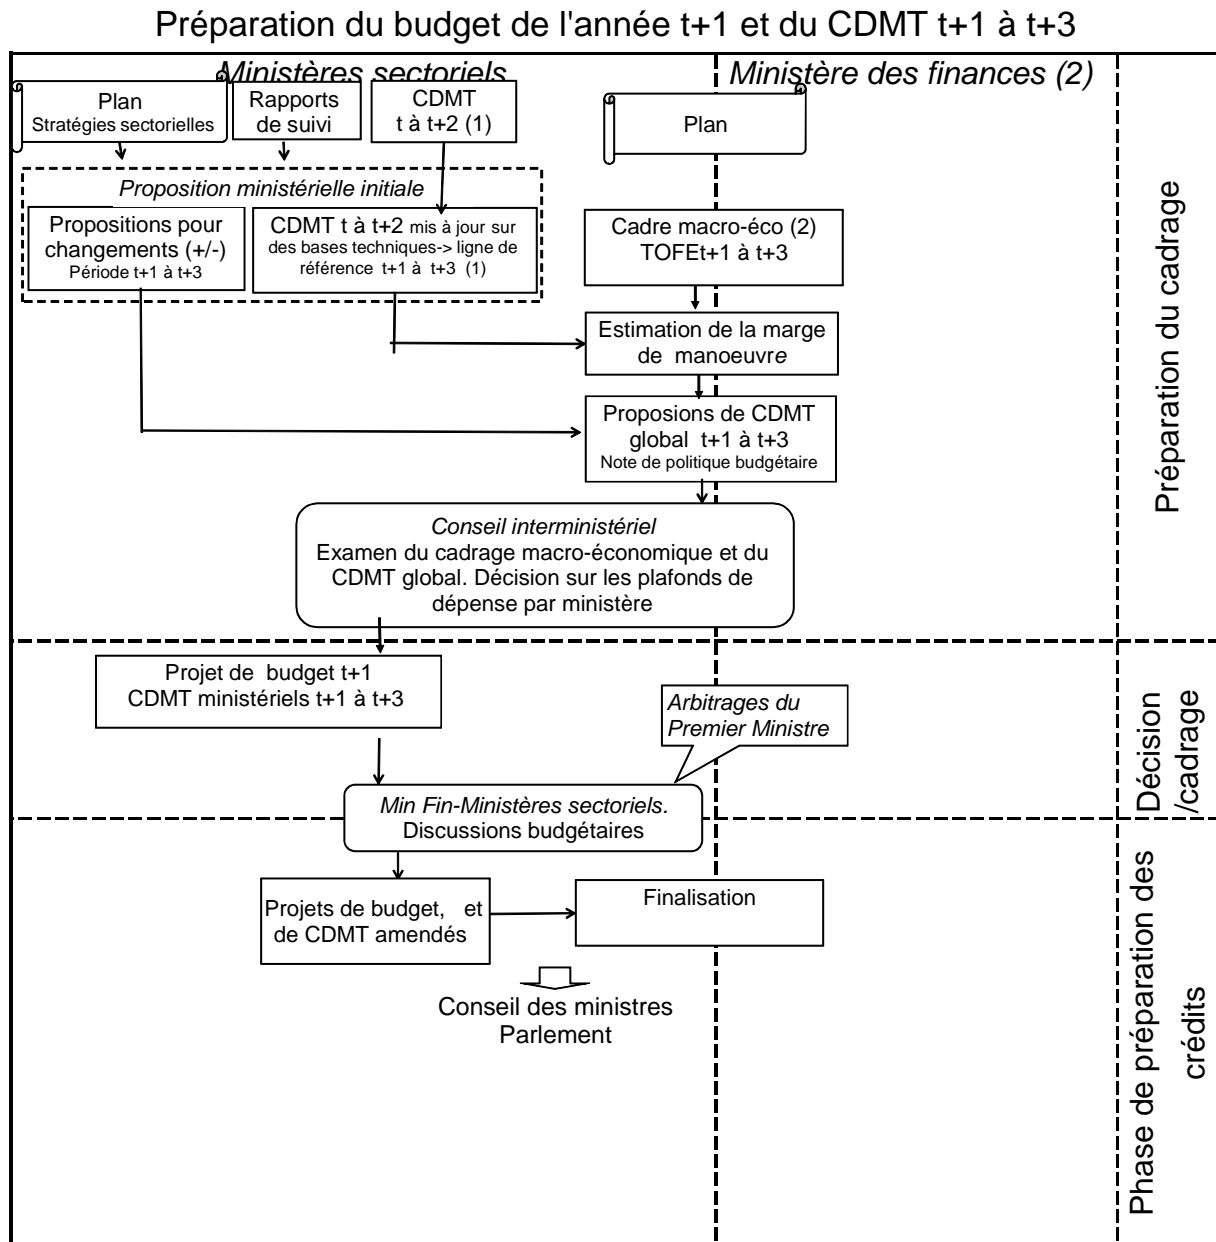 Préparation du budget de l'année t+1 et du CDMT t+1 à t+3
Ministères sectoriels
Ministère des finances (2)
Plan
Stratégies sectorielles
Rapports
de suivi
CDMT
t à t+2 (1)
Plan
Proposition ministérielle initiale
Propositions pour
changements (+/-)
Période t+1 à t+3
CDMT t à t+2 mis à jour sur
des bases techniques-> ligne de
référence t+1 à t+3 (1)
Cadre macro-éco (2)
TOFEt+1 à t+3
Estimation de la marge
de manoeuvre
Proposions de CDMT
global t+1 à t+3
Note de politique budgétaire
Conseil interministériel
Examen du cadrage macro-économique et du
CDMT global. Décision sur les plafonds de
dépense par ministère
Préparation du cadrage
Projet de budget t+1
CDMT ministériels t+1 à t+3
Arbitrages du
Premier Ministre
Décision
/cadrage
Min Fin-Ministères sectoriels.
Discussions budgétaires
Projets de budget, et
de CDMT amendés
Finalisation
Conseil des ministres
Parlement
Phase de préparation des
crédits